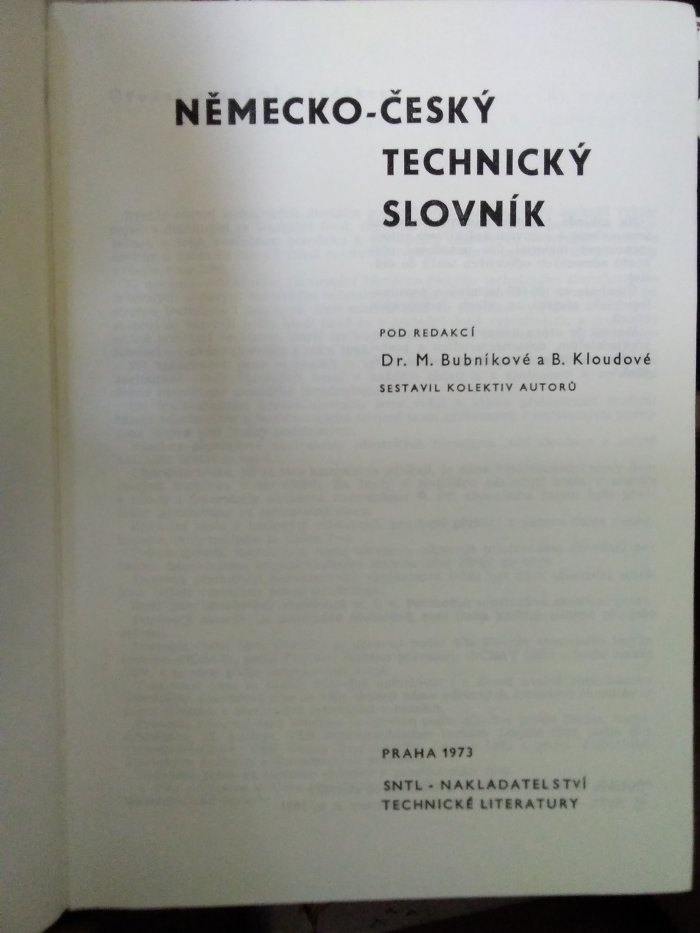 NĚMECKO-ČESKÝ
TECHNICKÝ
SLOVNÍK
POD REDAKCÍ
Dr. M. Bubníkové a B. Kloudové
SESTAVIL KOLEKTIV AUTORŮ
PRAHA 1973
SNTL - NAKLADATELSTVÍ
TECHNICKÉ LITERATURY